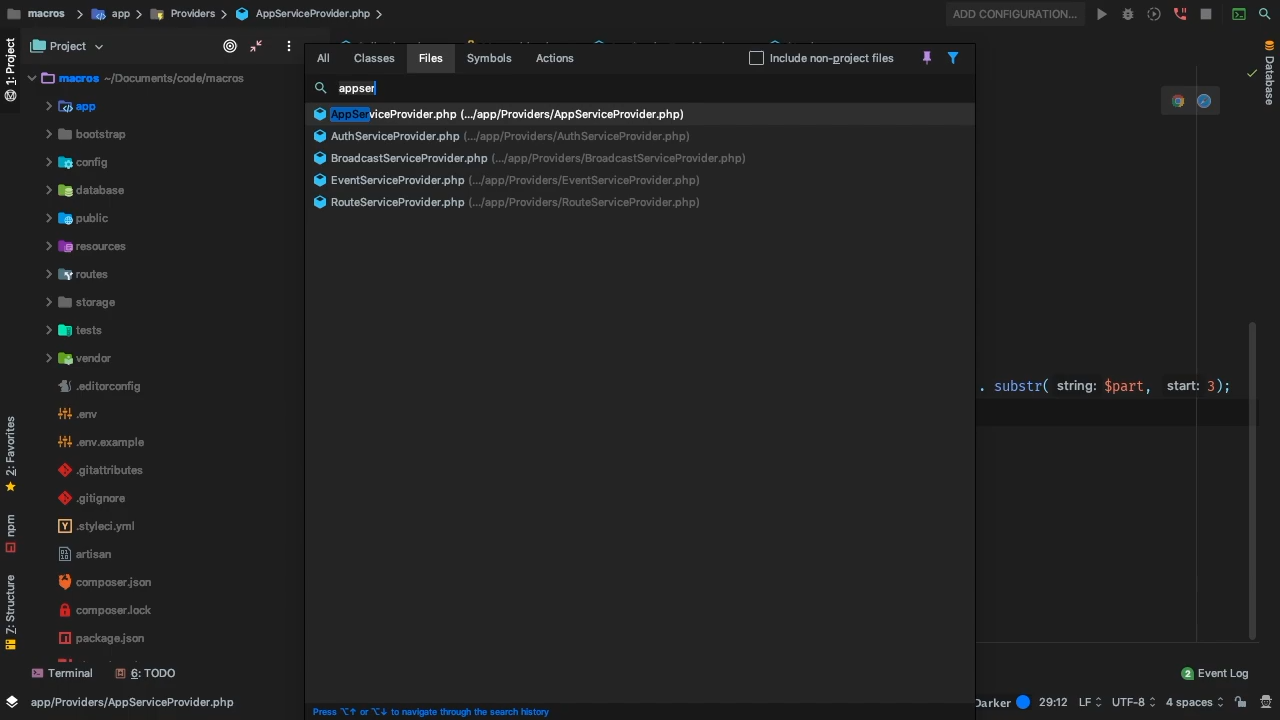 macros
app
Providers
AppServiceProvider.php
ADD CONFIGURATION...
1: Project
Project
macros ~/Documents/code/macros
app
bootstrap
config
database
public
resources
routes
storage
tests
vendor
.editorconfig
.env
.env.example
.gitattributes
.gitignore
.styleci.yml
artisan
composer.json
composer.lock
package.json
2: Favorites
npm
7: Structure
All
Classes
Files
Symbols
Actions
Include non-project files
appser
AppServiceProvider.php (.../app/Providers/AppServiceProvider.php)
AuthServiceProvider.php (.../app/Providers/AuthServiceProvider.php)
BroadcastServiceProvider.php (.../app/Providers/BroadcastServiceProvider.php)
EventServiceProvider.php (.../app/Providers/EventServiceProvider.php)
RouteServiceProvider.php (.../app/Providers/RouteServiceProvider.php)
. substr( string: $part, start: 3);
Database
Press ⌥↑ or ⌥↓ to navigate through the search history
Terminal
6: TODO
2 Event Log
app/Providers/AppServiceProvider.php
Darker
29:12
LF
UTF-8
4 spaces